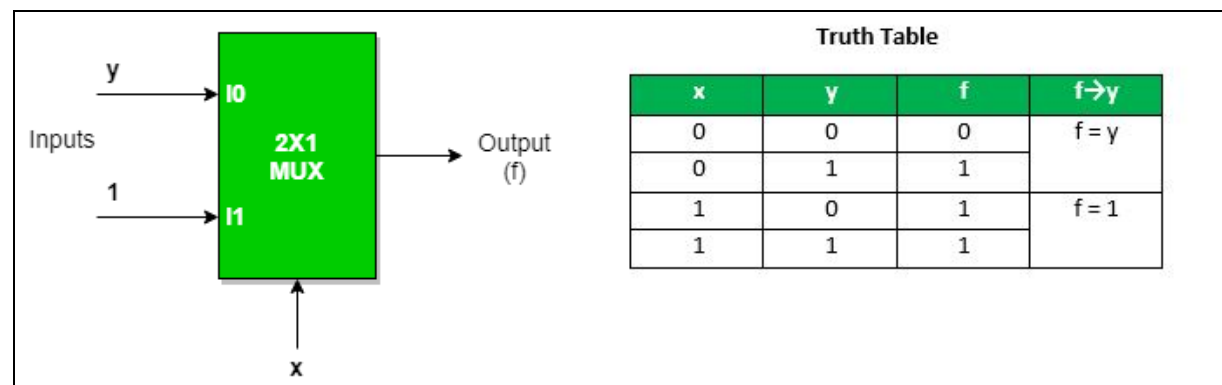 y
I0
Inputs
2X1
MUX
Output
(f)
1
I1
x
Truth Table
x y f f→y
0 0 0 f = y
0 1 1
1 0 1 f = 1
1 1 1